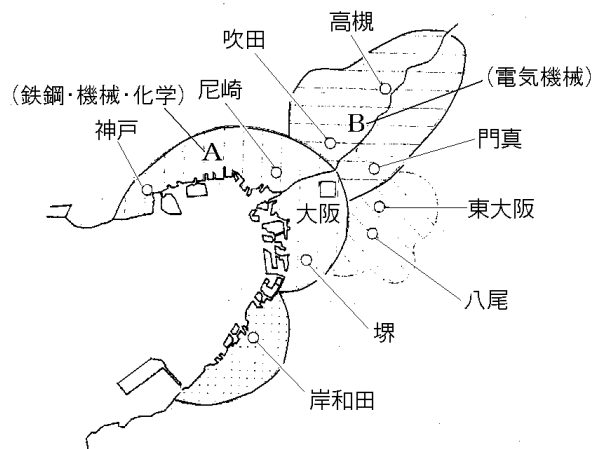 高槻
吹田
(電気機械)
(鉄鋼・機械・化学)
尼崎
B
神戸
A
門真
大阪
東大阪
八尾
堺
岸和田